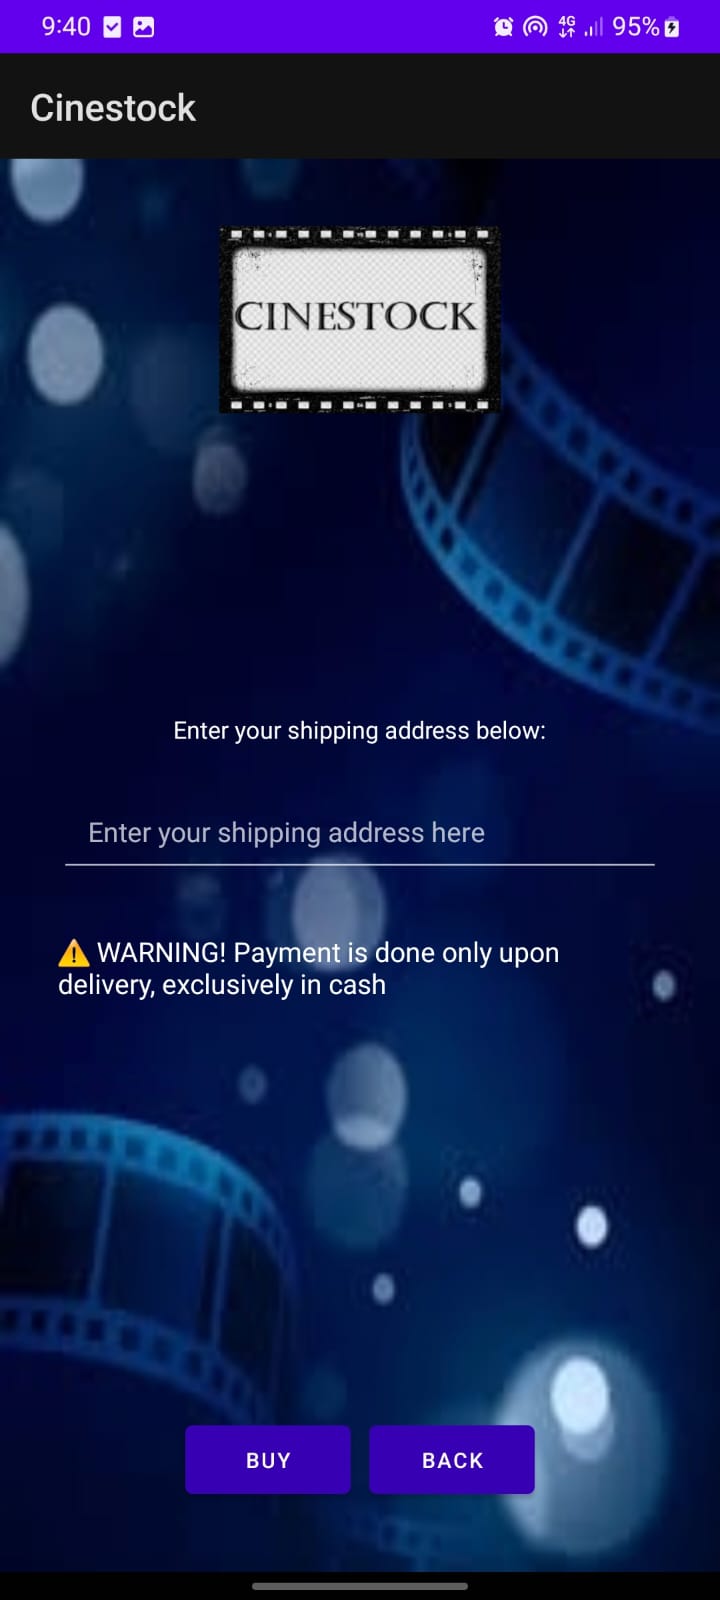 9:40
4G
95%
Cinestock
CINESTOCK
Enter your shipping address below:
Enter your shipping address here
⚠️ WARNING! Payment is done only upon
delivery, exclusively in cash
BUY
BACK